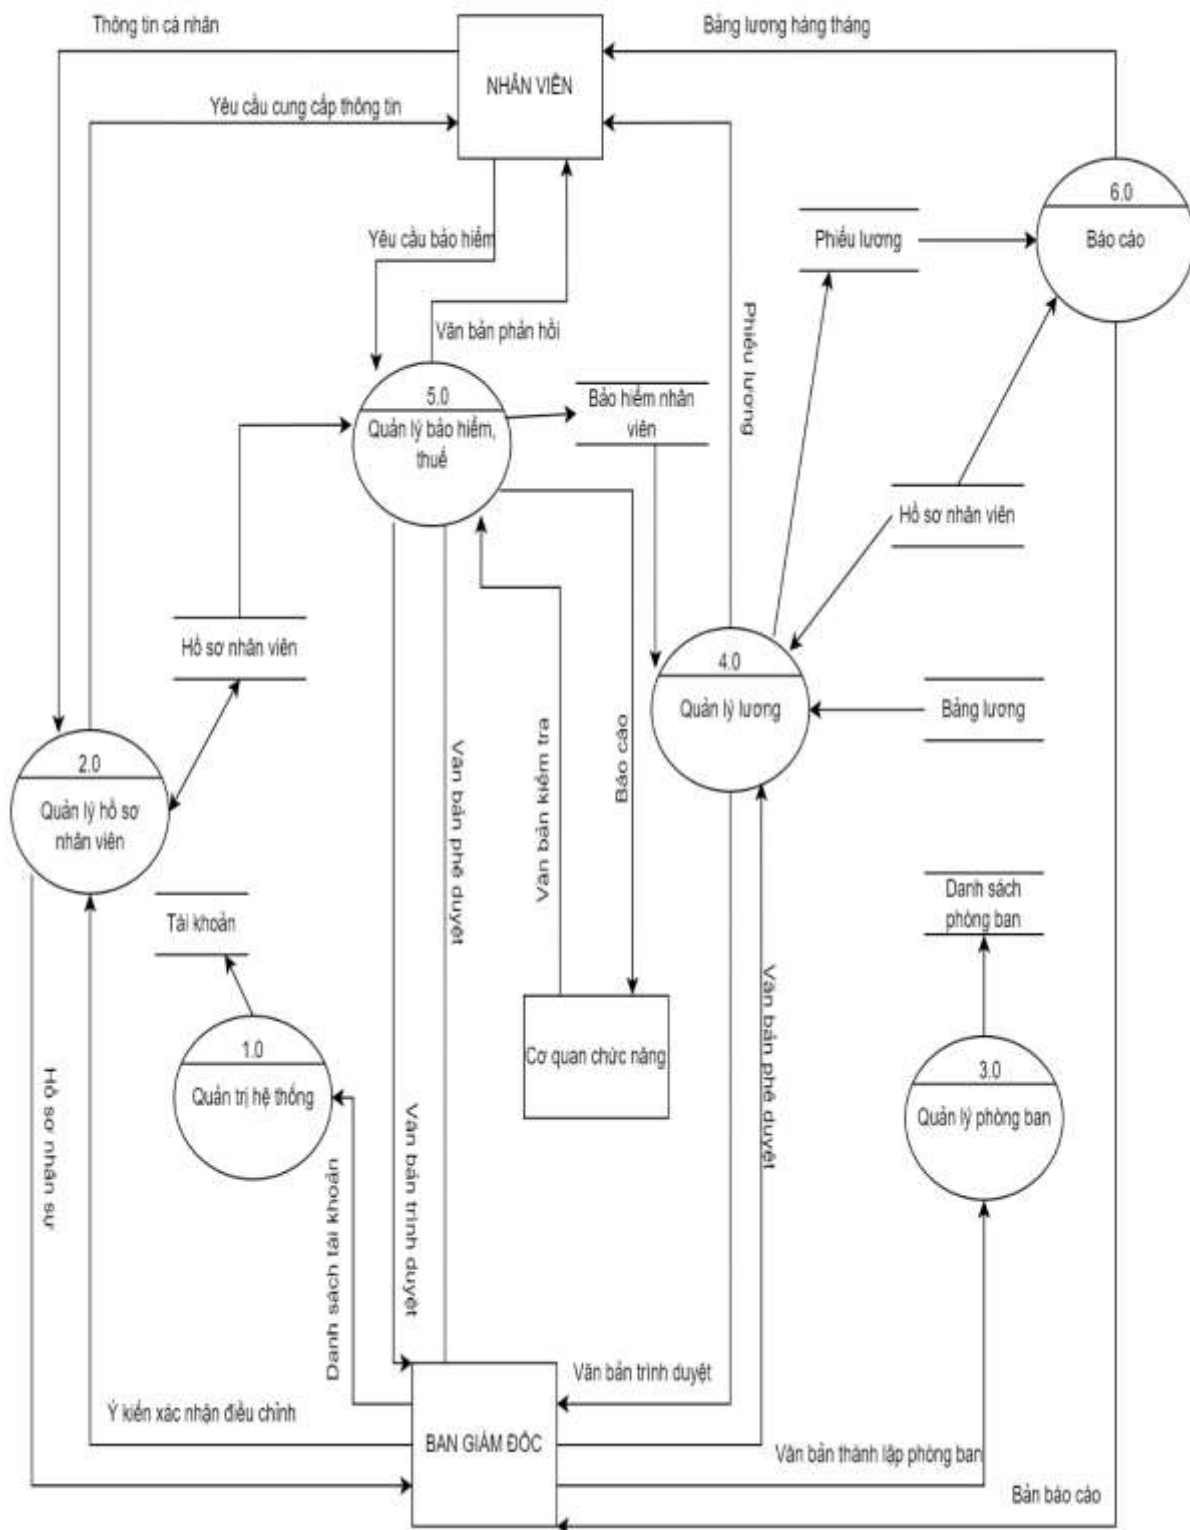 Thông tin cá nhân
Bảng lương hàng tháng
NHÂN VIÊN
Yêu cầu cung cấp thông tin
6.0
Báo cáo
Phiếu lương
Yêu cầu bảo hiểm
Văn bản phản hồi
Phiếu lương
5.0
Quản lý bảo hiểm,
thuế
Bảo hiểm nhân
viên
Hồ sơ nhân viên
Hồ sơ nhân viên
4.0
Quản lý lương
Bảng lương
2.0
Quản lý hồ sơ
nhân viên
Văn bản phê duyệt
Văn bản kiểm tra
Báo cáo
Tài khoản
Danh sách
phòng ban
1.0
Quản trị hệ thống
Cơ quan chức năng
Văn bản phê duyệt
3.0
Quản lý phòng ban
Hồ sơ nhân sự
Danh sách tài khoản
Văn bản trình duyệt
Văn bản trình duyệt
Ý kiến xác nhận điều chỉnh
BAN GIÁM ĐỐC
Văn bản thành lập phòng ban
Bản báo cáo